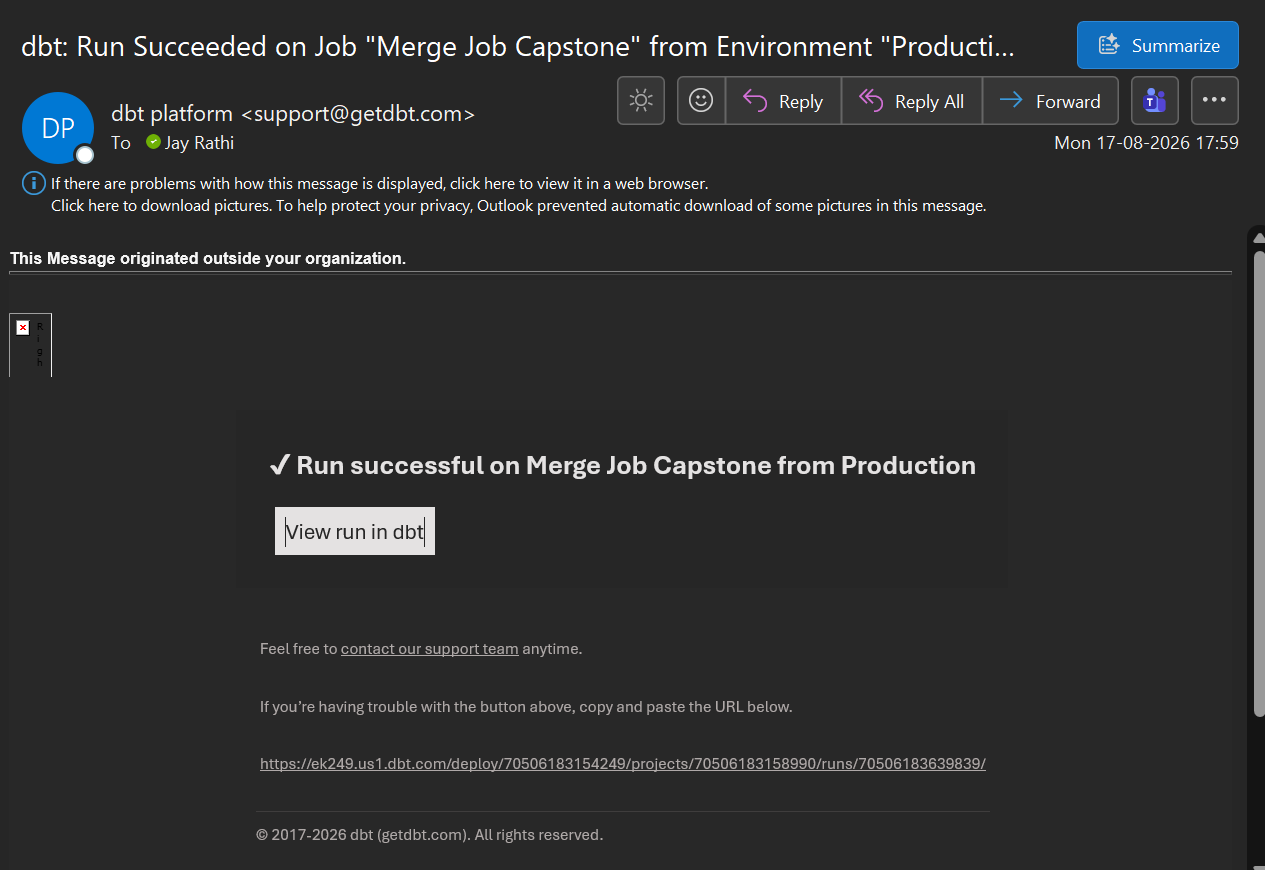 dbt: Run Succeeded on Job "Merge Job Capstone" from Environment "Producti...
Summarize
DP
dbt platform <support@getdbt.com>
Reply
Reply All
Forward
To Jay Rathi
Mon 17-08-2026 17:59
If there are problems with how this message is displayed, click here to view it in a web browser.
Click here to download pictures. To help protect your privacy, Outlook prevented automatic download of some pictures in this message.
This Message originated outside your organization.
R
i
g
h
✓ Run successful on Merge Job Capstone from Production
View run in dbt
Feel free to contact our support team anytime.
If you’re having trouble with the button above, copy and paste the URL below.
https://ek249.us1.dbt.com/deploy/70506183154249/projects/70506183158990/runs/70506183639839/
© 2017-2026 dbt (getdbt.com). All rights reserved.